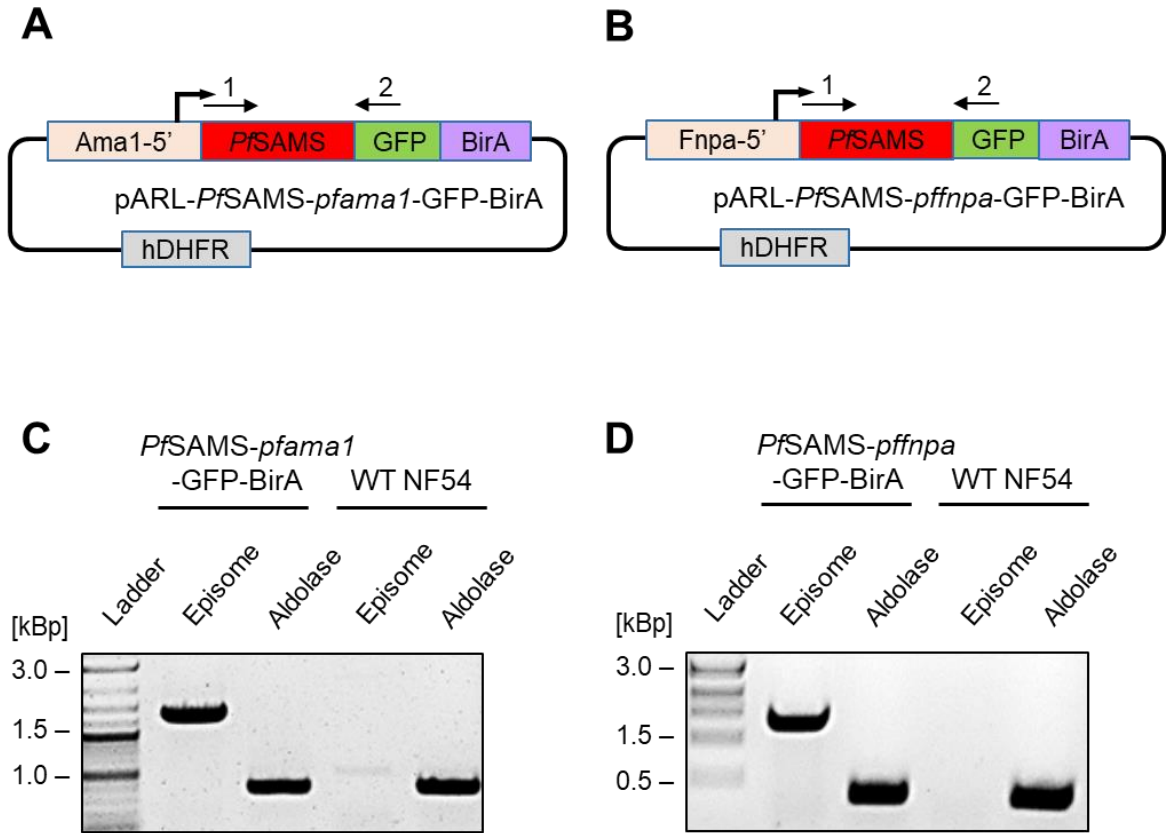 A
1
2
Ama1-5’
PfSAMS
GFP
BirA
pARL-PfSAMS-pfama1-GFP-BirA
hDHFR
B
1
2
Fnpa-5’
PfSAMS
GFP
BirA
pARL-PfSAMS-pffnpa-GFP-BirA
hDHFR
C
PfSAMS-pfama1
-GFP-BirA
WT NF54
Ladder
Episome
Aldolase
Episome
Aldolase
[kBp]
3.0 –
1.5 –
1.0 –
D
PfSAMS-pffnpa
-GFP-BirA
WT NF54
Ladder
Episome
Aldolase
Episome
Aldolase
[kBp]
3.0 –
1.5 –
0.5 –